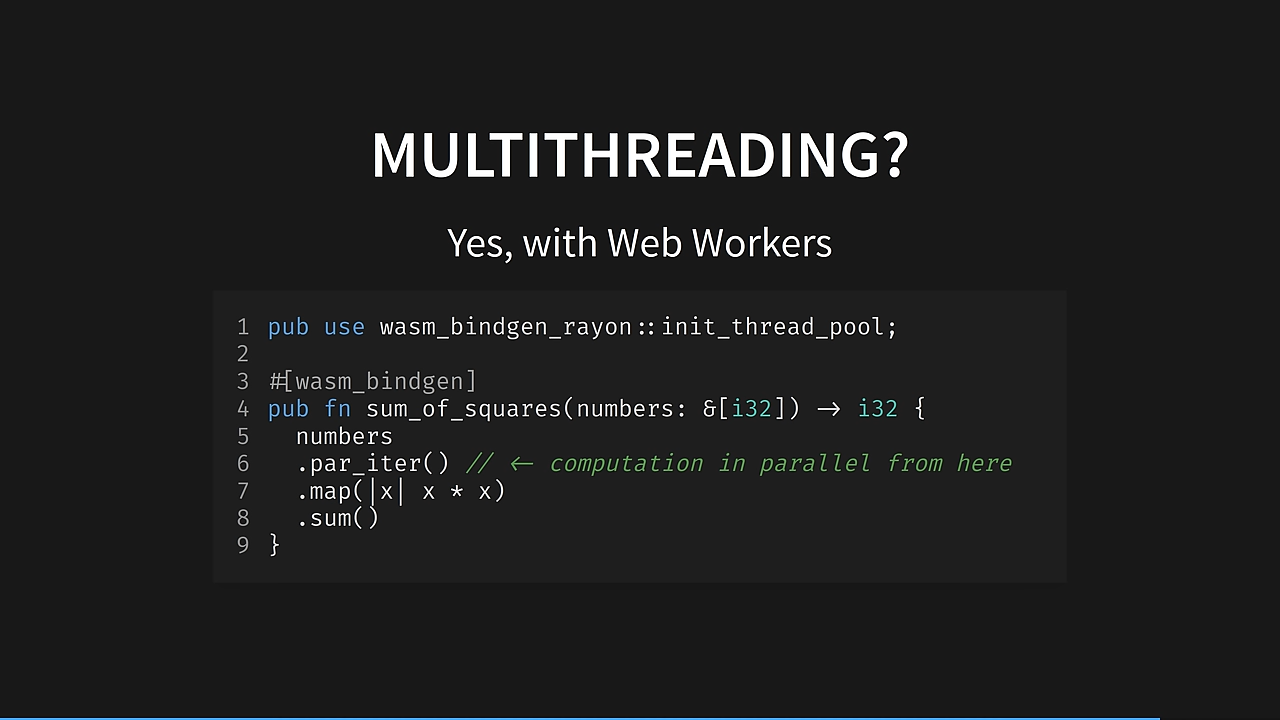 MULTITHREADING?
Yes, with Web Workers
1 pub use wasm_bindgen_rayon::init_thread_pool;
2
3 #[wasm_bindgen]
4 pub fn sum_of_squares(numbers: &[i32]) -> i32 {
5   numbers
6   .par_iter() // <- computation in parallel from here
7   .map(|x| x * x)
8   .sum()
9 }